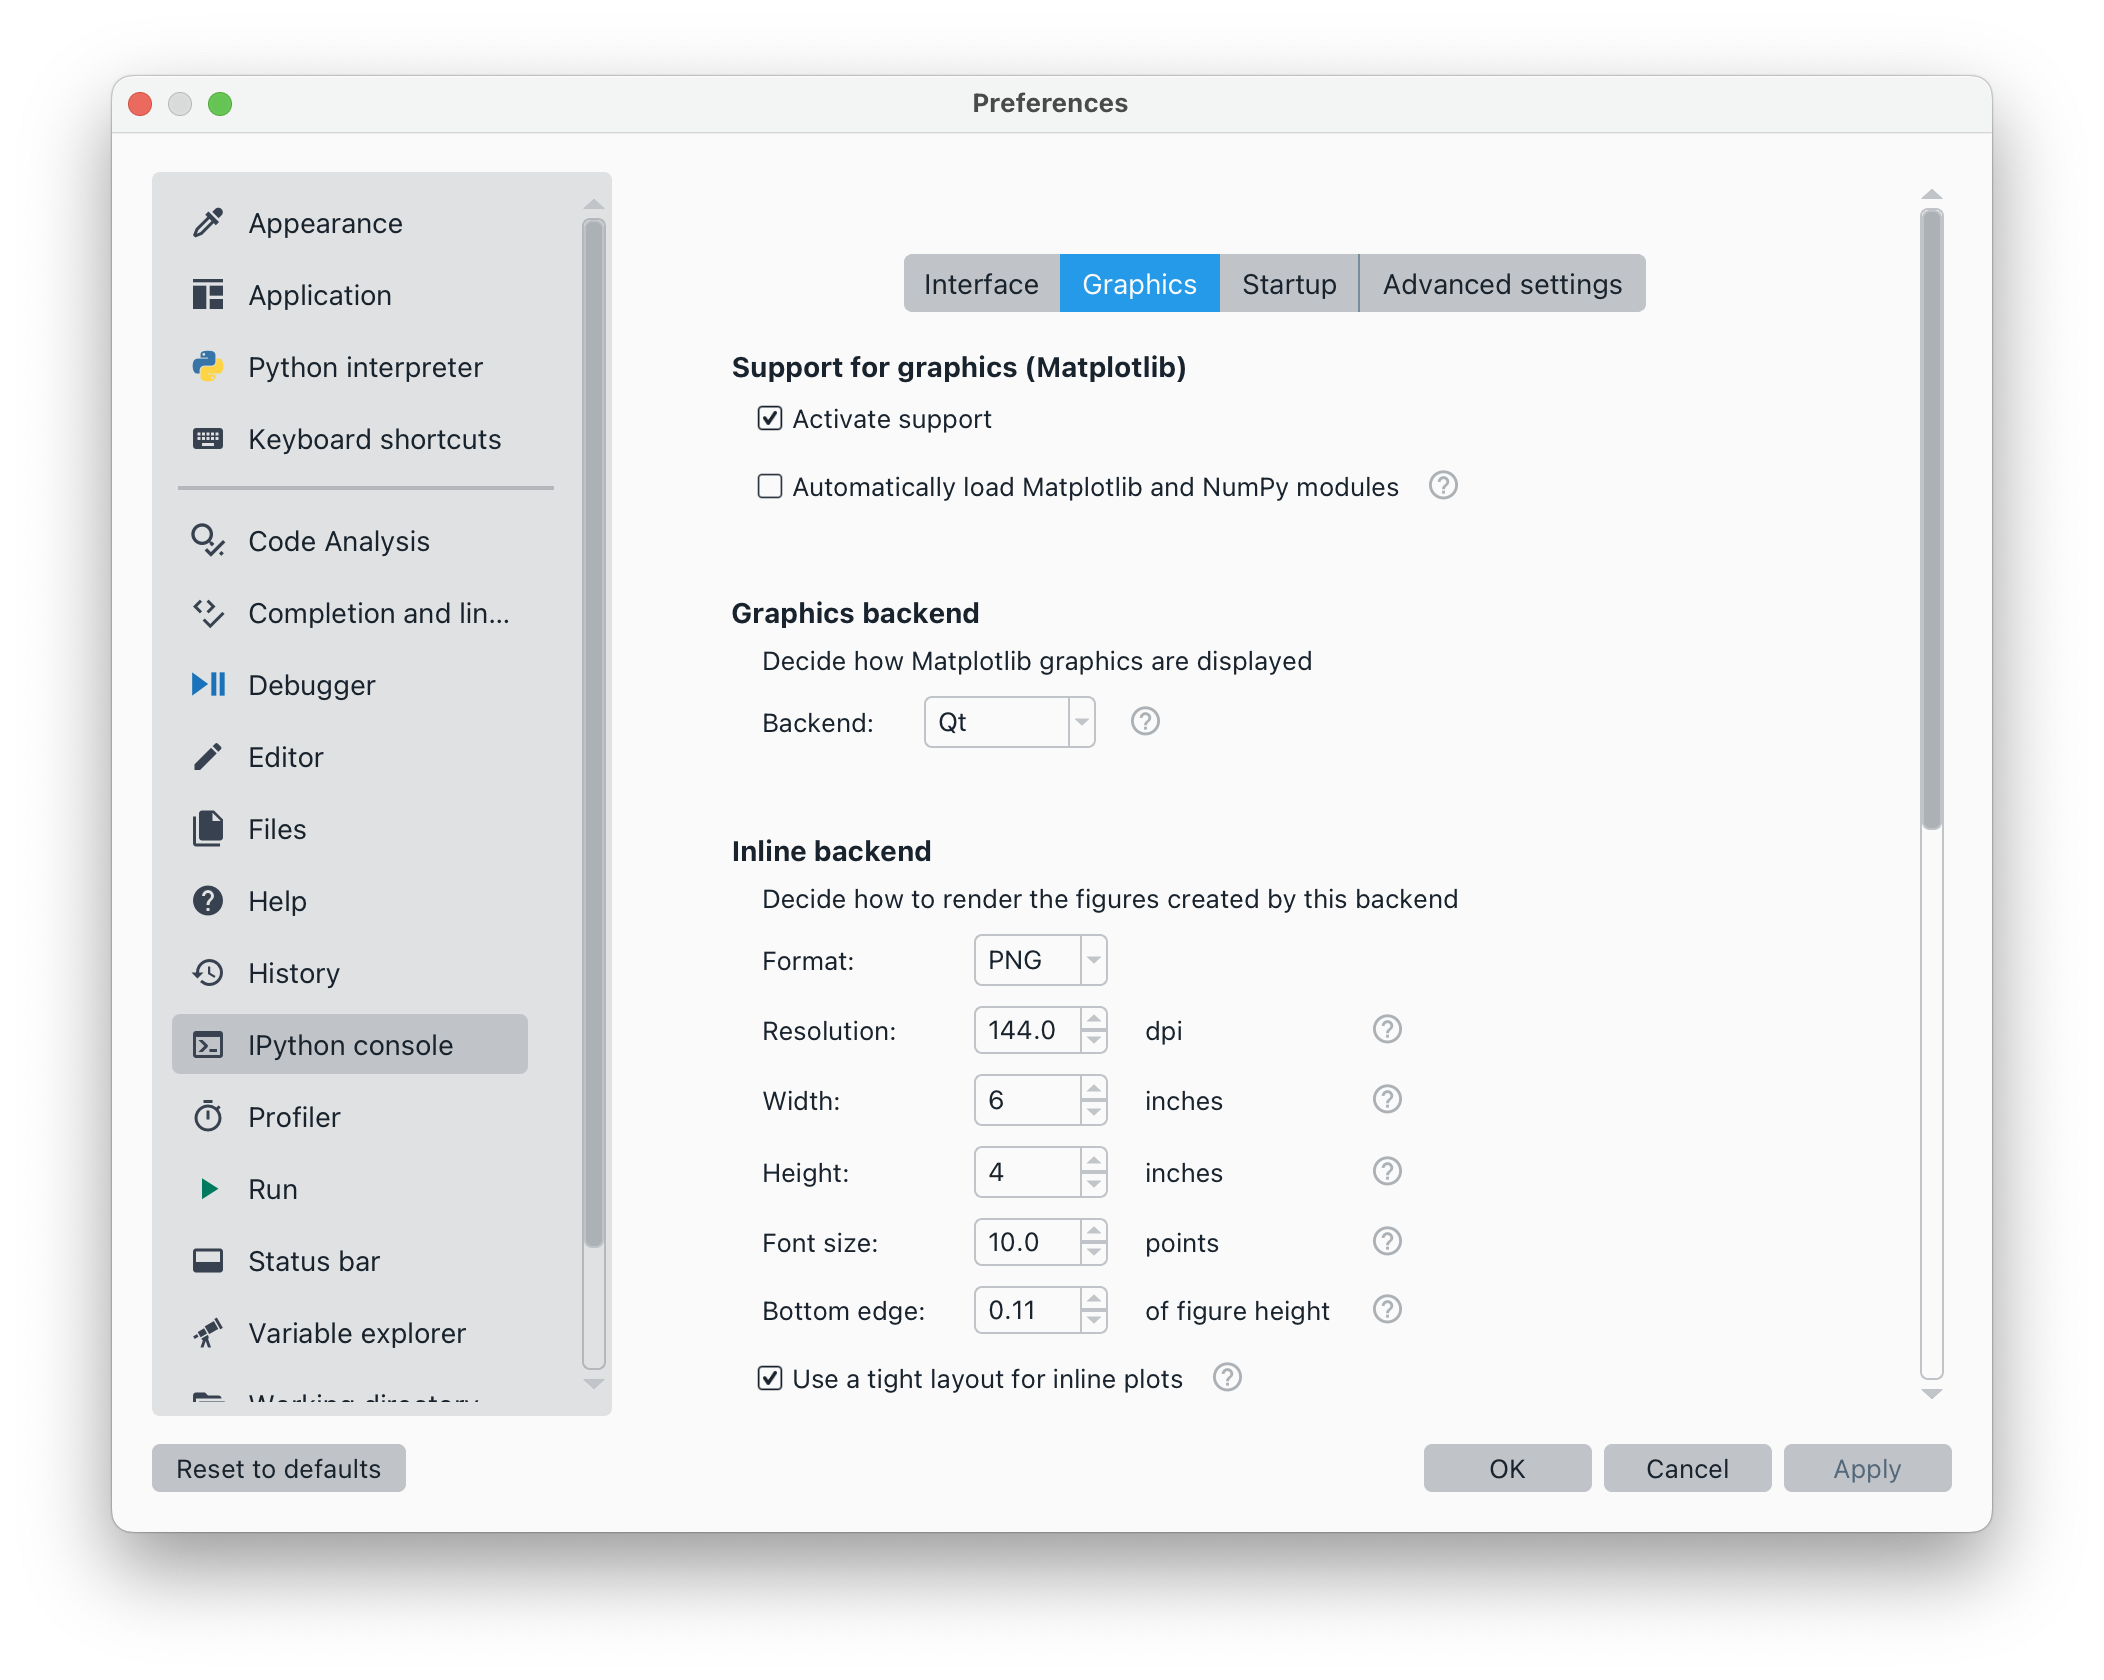 Preferences
Appearance
Application
Python interpreter
Keyboard shortcuts
Code Analysis
Completion and lin...
Debugger
Editor
Files
Help
History
IPython console
Profiler
Run
Status bar
Variable explorer
Working directory
Interface Graphics Startup Advanced settings
Support for graphics (Matplotlib)
Activate support
Automatically load Matplotlib and NumPy modules
Graphics backend
Decide how Matplotlib graphics are displayed
Backend: Qt
Inline backend
Decide how to render the figures created by this backend
Format: PNG
Resolution: 144.0 dpi
Width: 6 inches
Height: 4 inches
Font size: 10.0 points
Bottom edge: 0.11 of figure height
Use a tight layout for inline plots
Reset to defaults OK Cancel Apply